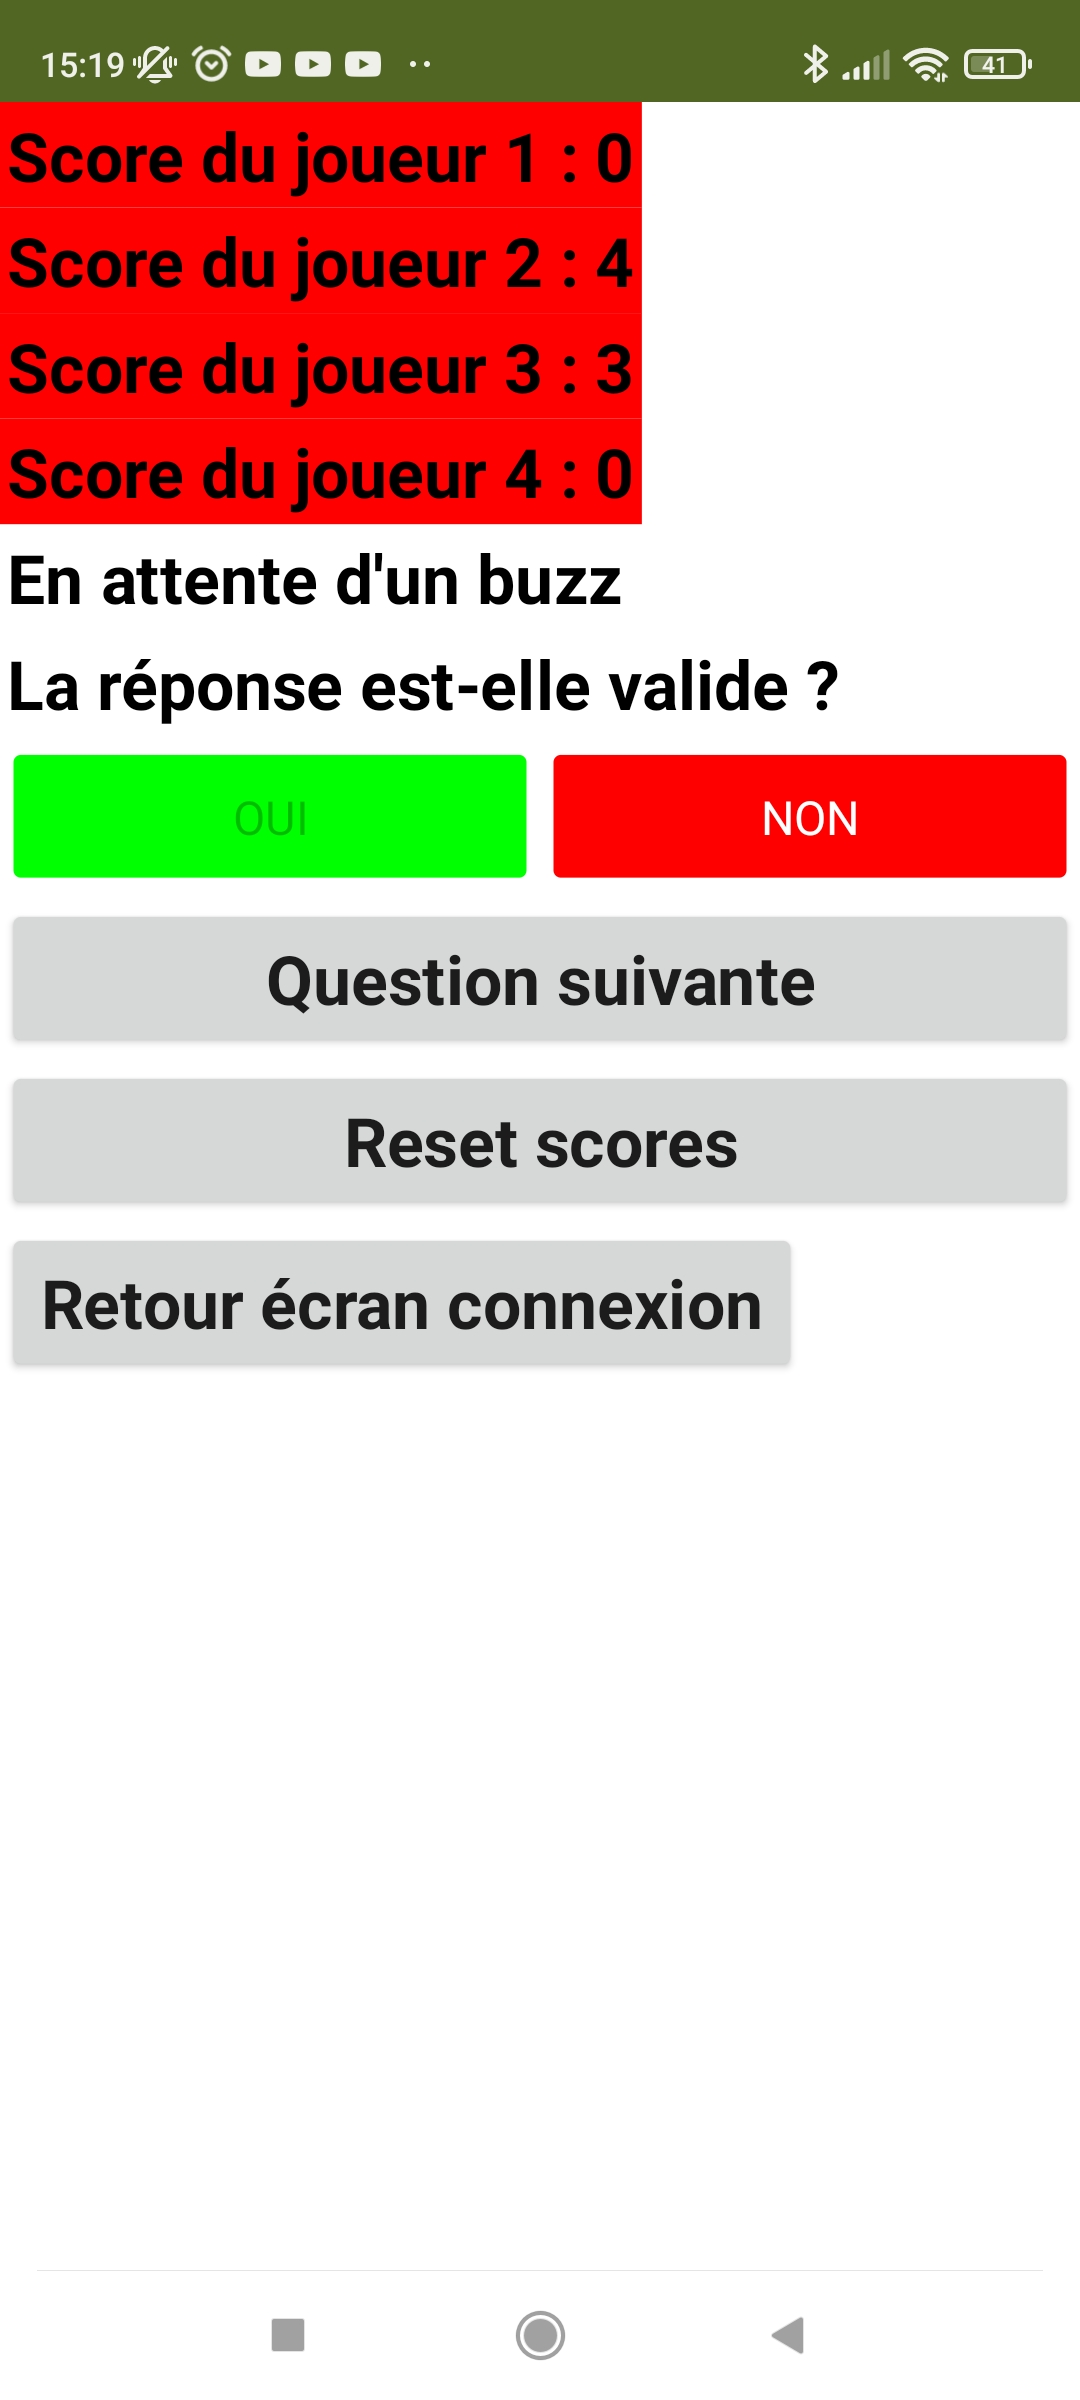 15:19
41
Score du joueur 1 : 0
Score du joueur 2 : 4
Score du joueur 3 : 3
Score du joueur 4 : 0
En attente d'un buzz
La réponse est-elle valide ?
OUI NON
Question suivante
Reset scores
Retour écran connexion